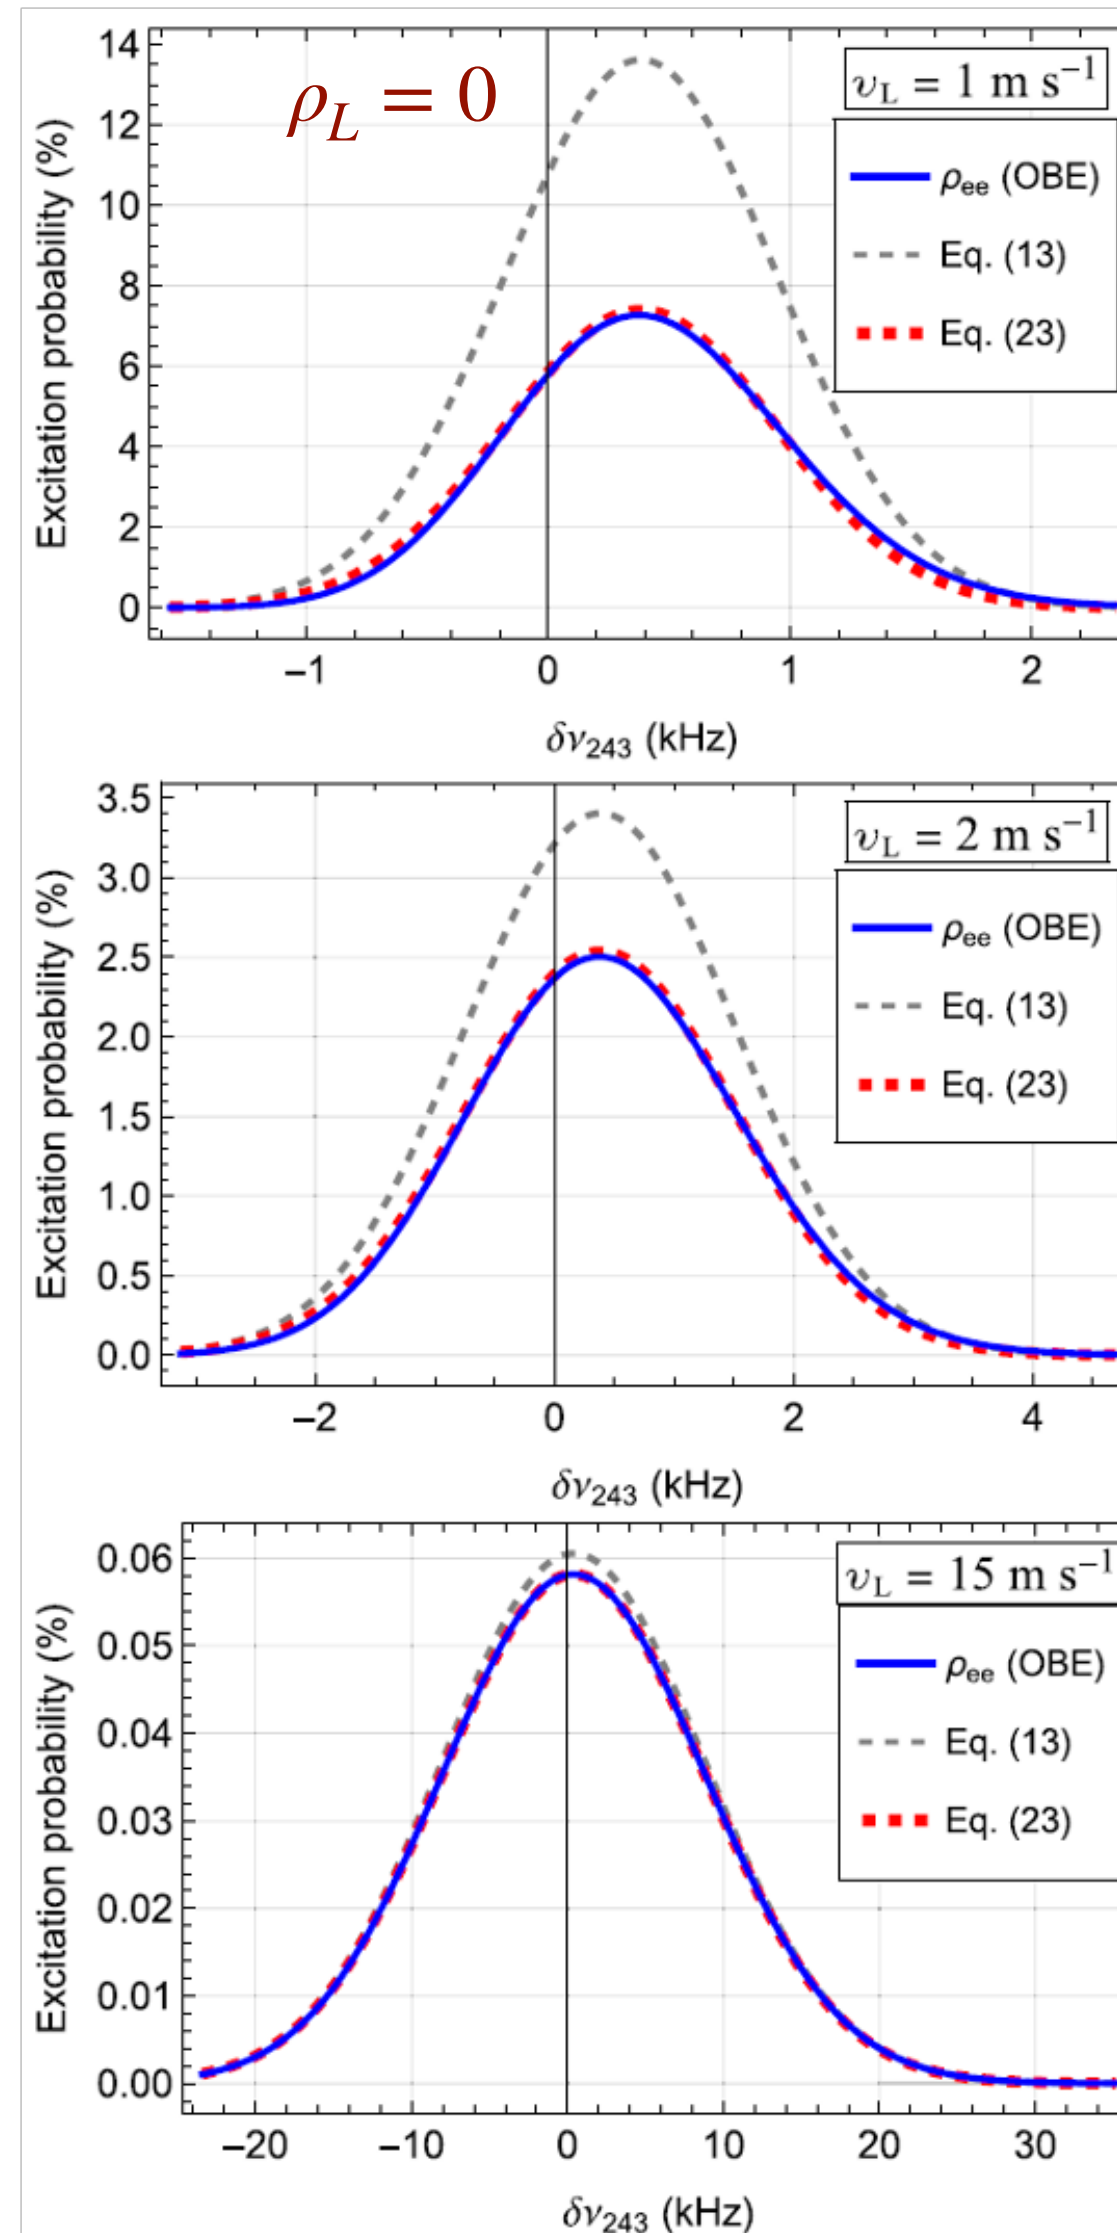 14
12
10
8
6
4
2
0
Excitation probability (%)
ρL = 0
υL = 1 m s⁻¹
ρee (OBE)
Eq. (13)
Eq. (23)
−1 0 1 2
δν243 (kHz)
3.5
3.0
2.5
2.0
1.5
1.0
0.5
0.0
Excitation probability (%)
υL = 2 m s⁻¹
ρee (OBE)
Eq. (13)
Eq. (23)
−2 0 2 4
δν243 (kHz)
0.06
0.05
0.04
0.03
0.02
0.01
0.00
Excitation probability (%)
υL = 15 m s⁻¹
ρee (OBE)
Eq. (13)
Eq. (23)
−20 −10 0 10 20 30
δν243 (kHz)